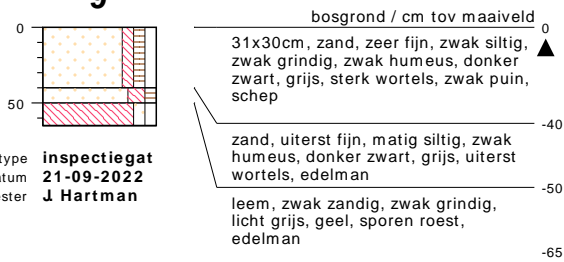 bosgrond / cm tov maaiveld
0
0
31x30cm, zand, zeer fijn, zwak siltig,
zwak grindig, zwak humeus, donker
zwart, grijs, sterk wortels, zwak puin,
schep
50
-40
zand, uiterst fijn, matig siltig, zwak
humeus, donker zwart, grijs, uiterst
wortels, edelman
type inspectiegat
atum 21-09-2022
ester J. Hartman
-50
leem, zwak zandig, zwak grindig,
licht grijs, geel, sporen roest,
edelman
-65